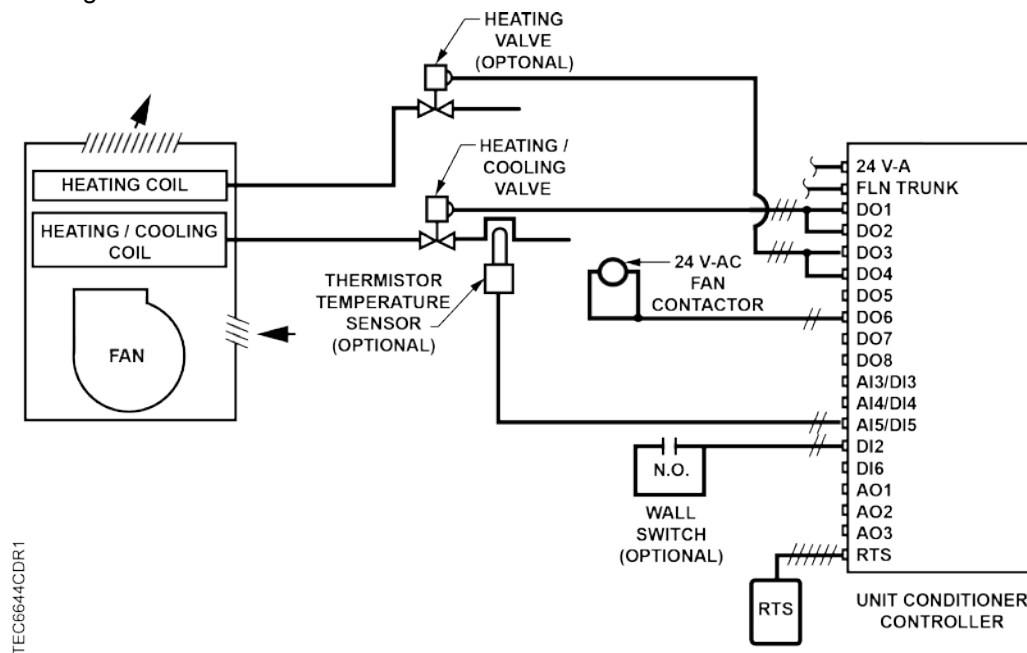 HEATING
VALVE
(OPTONAL)
HEATING /
COOLING
VALVE
HEATING COIL
HEATING / COOLING
COIL
FAN
THERMISTOR
TEMPERATURE
SENSOR
(OPTIONAL)
24 V-AC
FAN
CONTACTOR
N.O.
WALL
SWITCH
(OPTIONAL)
24 V-A
FLN TRUNK
DO1
DO2
DO3
DO4
DO5
DO6
DO7
DO8
AI3/DI3
AI4/DI4
AI5/DI5
DI2
DI6
AO1
AO2
AO3
RTS
RTS
UNIT CONDITIONER
CONTROLLER
TEC6644CDR1